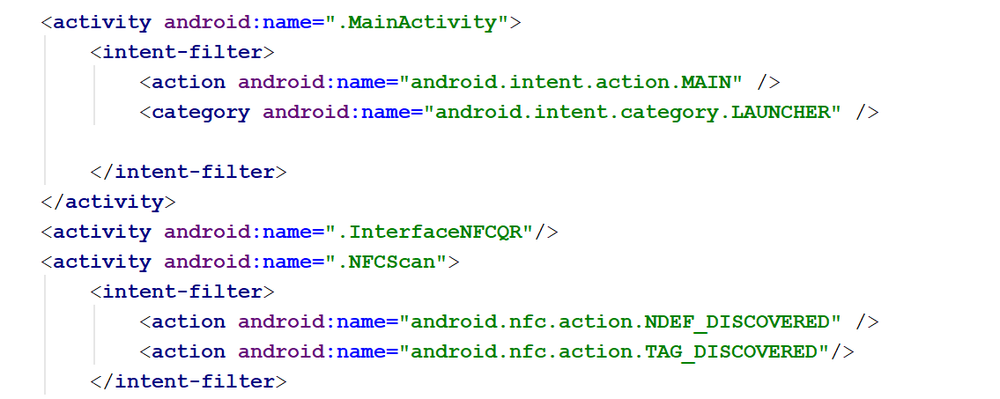 <activity android:name=".MainActivity">
<intent-filter>
<action android:name="android.intent.action.MAIN" />
<category android:name="android.intent.category.LAUNCHER" />
</intent-filter>
</activity>
<activity android:name=".InterfaceNFCQR"/>
<activity android:name=".NFCScan">
<intent-filter>
<action android:name="android.nfc.action.NDEF_DISCOVERED" />
<action android:name="android.nfc.action.TAG_DISCOVERED"/>
</intent-filter>